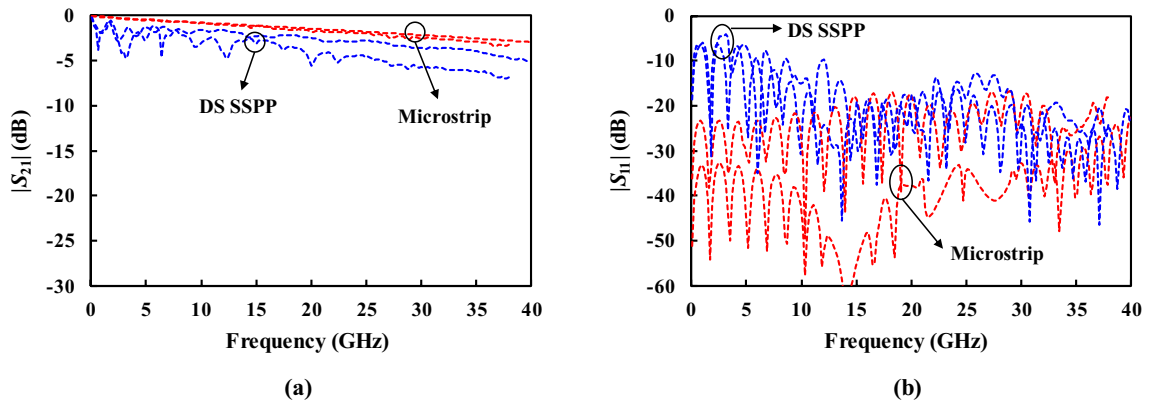 0
-5
-10
-15
-20
-25
-30
|S21| (dB)
DS SSPP
Microstrip
0 5 10 15 20 25 30 35 40
Frequency (GHz)
(a)
0
-10
-20
-30
-40
-50
-60
|S11| (dB)
DS SSPP
Microstrip
0 5 10 15 20 25 30 35 40
Frequency (GHz)
(b)